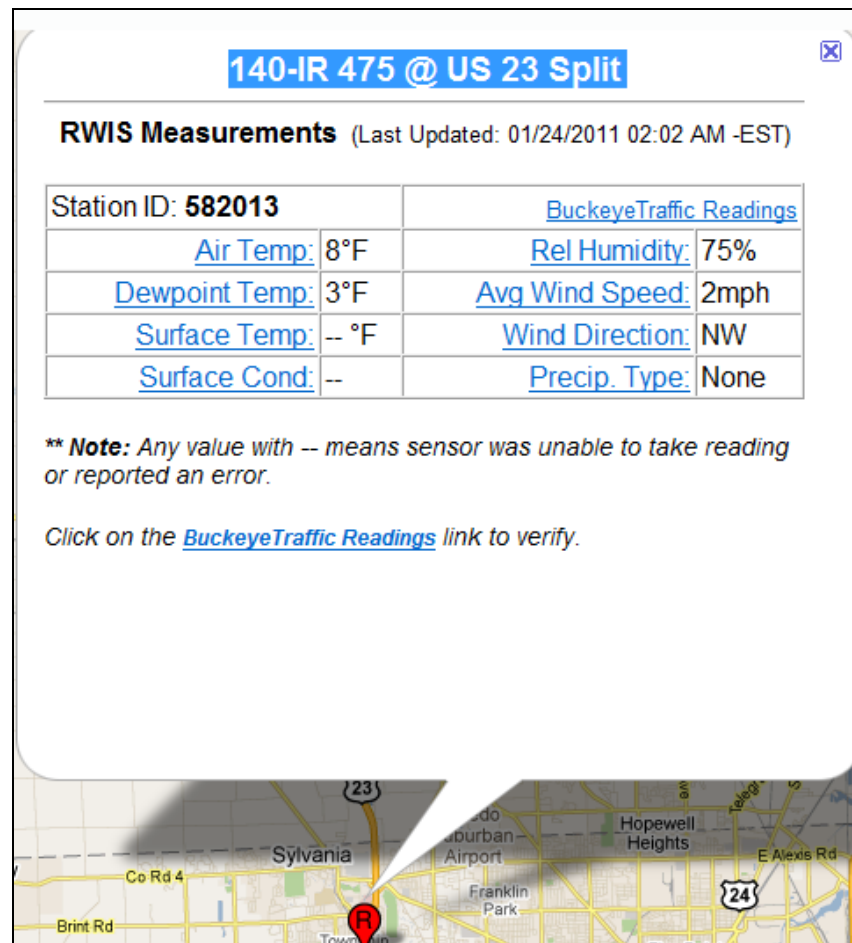 140-IR 475 @ US 23 Split
RWIS Measurements (Last Updated: 01/24/2011 02:02 AM -EST)
Station ID: 582013 BuckeyeTraffic Readings
Air Temp: 8°F Rel Humidity: 75%
Dewpoint Temp: 3°F Avg Wind Speed: 2mph
Surface Temp: -- °F Wind Direction: NW
Surface Cond: -- Precip. Type: None
** Note: Any value with -- means sensor was unable to take reading
or reported an error.
Click on the BuckeyeTraffic Readings link to verify.
23
Hopewell
Heights
Sylvania
Airport
E Alexis Rd
Co Rd 4
Franklin
Park
24
Brint Rd
R